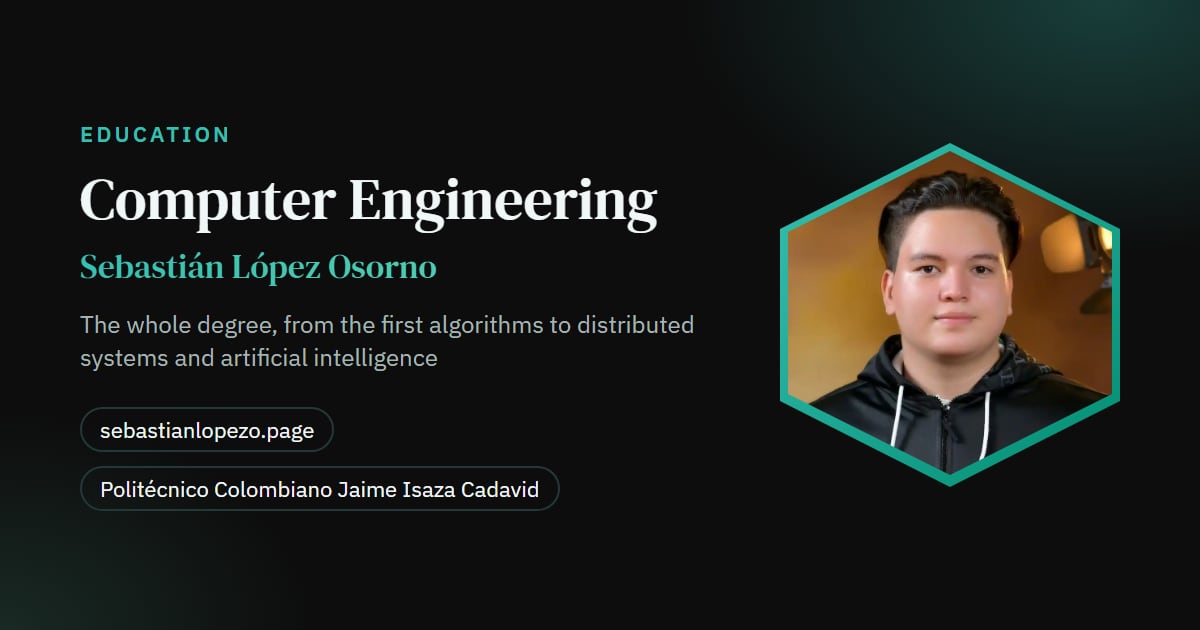 EDUCATION
Computer Engineering
Sebastián López Osorno
The whole degree, from the first algorithms to distributed
systems and artificial intelligence
sebastianlopezo.page
Politécnico Colombiano Jaime Isaza Cadavid